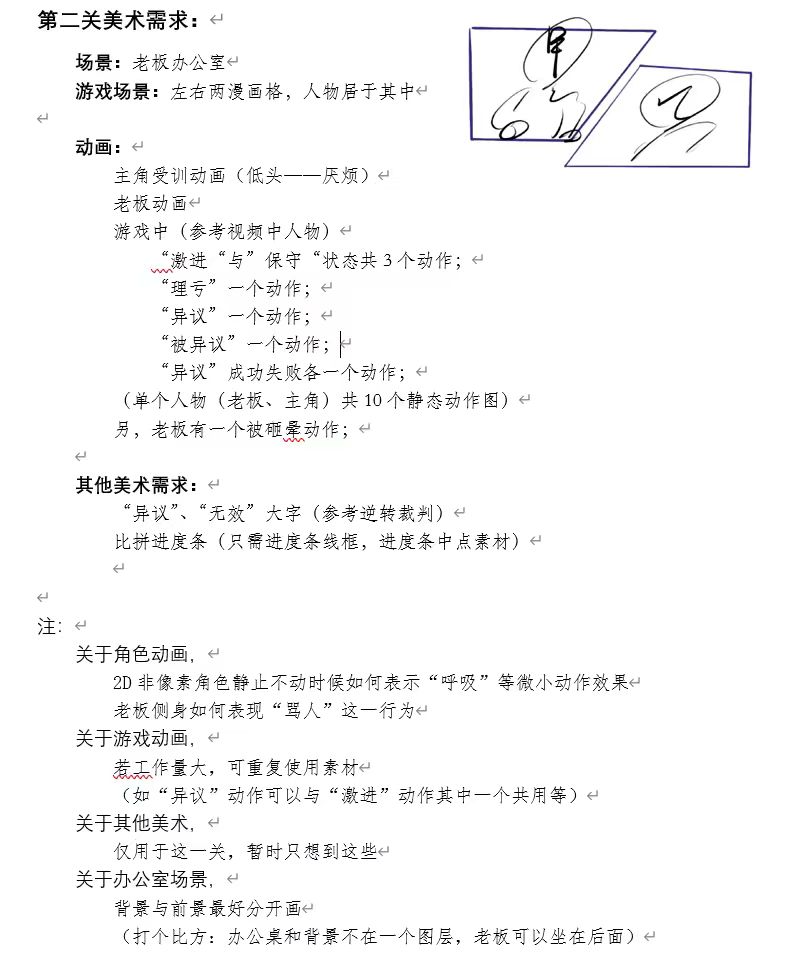 第二关美术需求：
场景：老板办公室
游戏场景：左右两漫画格，人物居于其中
甲
乙
动画：
主角受训动画（低头——厌烦）
老板动画
游戏中（参考视频中人物）
“激进“与”保守“状态共3个动作；
“理亏”一个动作；
“异议”一个动作；
“被异议”一个动作；
“异议”成功失败各一个动作；
（单个人物（老板、主角）共10个静态动作图）
另，老板有一个被砸晕动作；
其他美术需求：
“异议”、“无效”大字（参考逆转裁判）
比拼进度条（只需进度条线框，进度条中点素材）
注：
关于角色动画，
2D非像素角色静止不动时候如何表示“呼吸”等微小动作效果
老板侧身如何表现“骂人”这一行为
关于游戏动画，
若工作量大，可重复使用素材
（如“异议”动作可以与“激进”动作其中一个共用等）
关于其他美术，
仅用于这一关，暂时只想到这些
关于办公室场景，
背景与前景最好分开画
（打个比方：办公桌和背景不在一个图层，老板可以坐在后面）